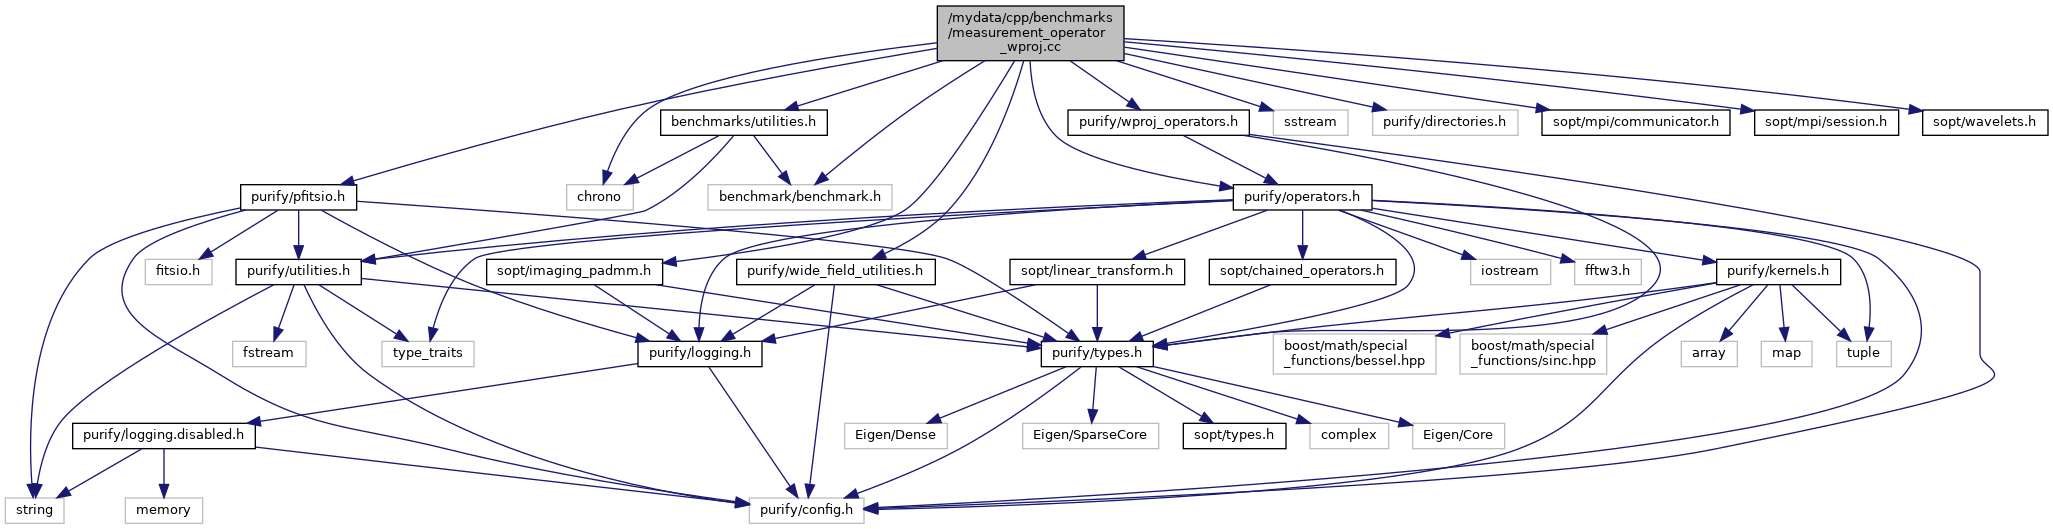 /mydata/cpp/benchmarks
/measurement_operator
_wproj.cc
benchmarks/utilities.h
purify/wproj_operators.h
sstream
purify/directories.h
sopt/mpi/communicator.h
sopt/mpi/session.h
sopt/wavelets.h
purify/pfitsio.h
chrono
benchmark/benchmark.h
purify/operators.h
fitsio.h
purify/utilities.h
sopt/imaging_padmm.h
purify/wide_field_utilities.h
sopt/linear_transform.h
sopt/chained_operators.h
iostream
fftw3.h
purify/kernels.h
fstream
type_traits
purify/logging.h
purify/types.h
boost/math/special
_functions/bessel.hpp
boost/math/special
_functions/sinc.hpp
array
map
tuple
purify/logging.disabled.h
Eigen/Dense
Eigen/SparseCore
sopt/types.h
complex
Eigen/Core
string
memory
purify/config.h